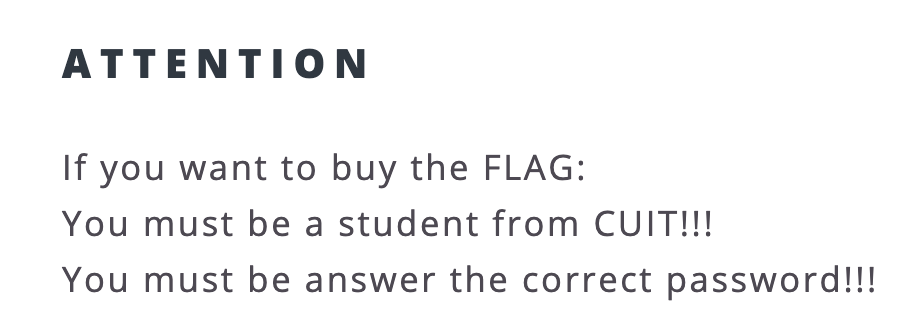 ATTENTION
If you want to buy the FLAG:
You must be a student from CUIT!!!
You must be answer the correct password!!!